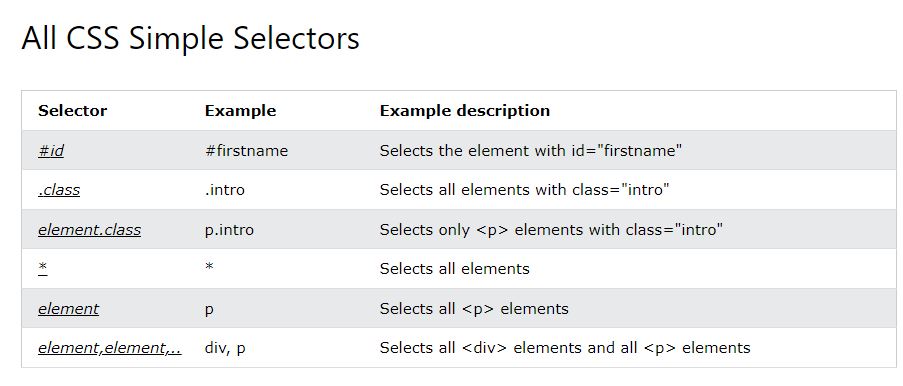 All CSS Simple Selectors
Selector Example Example description
#id #firstname Selects the element with id="firstname"
.class .intro Selects all elements with class="intro"
element.class p.intro Selects only <p> elements with class="intro"
* * Selects all elements
element p Selects all <p> elements
element,element,.. div, p Selects all <div> elements and all <p> elements